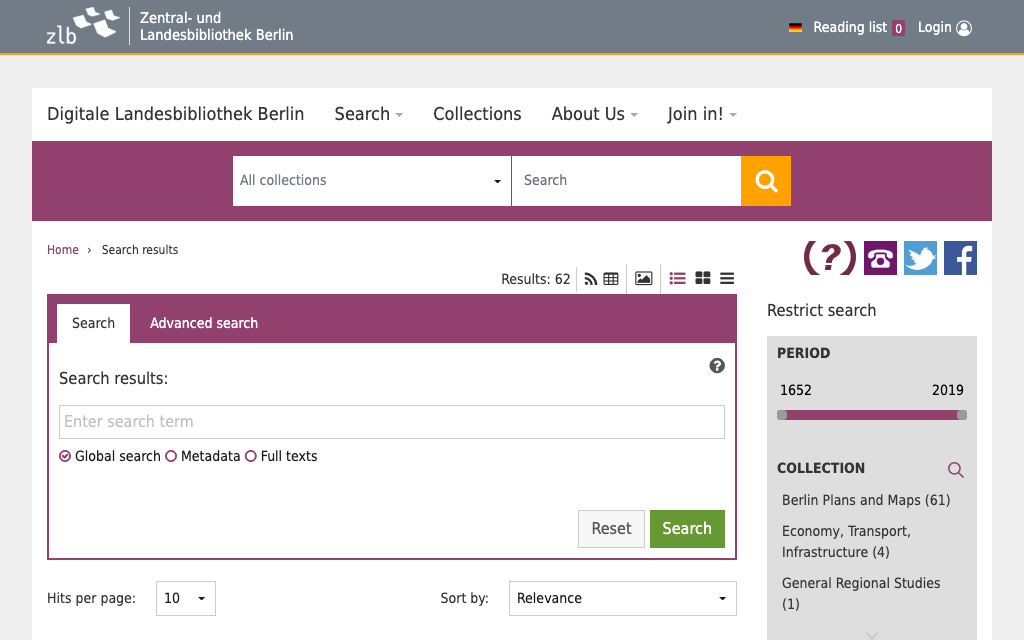 zlb
Zentral- und
Landesbibliothek Berlin
Reading list 0
Login
Digitale Landesbibliothek Berlin
Search
Collections
About Us
Join in!
All collections
Search
Home › Search results
(?)
Results: 62
Search
Advanced search
Search results:
Enter search term
Global search
Metadata
Full texts
Reset
Search
Hits per page:
10
Sort by:
Relevance
Restrict search
PERIOD
1652
2019
COLLECTION
Berlin Plans and Maps (61)
Economy, Transport,
Infrastructure (4)
General Regional Studies
(1)